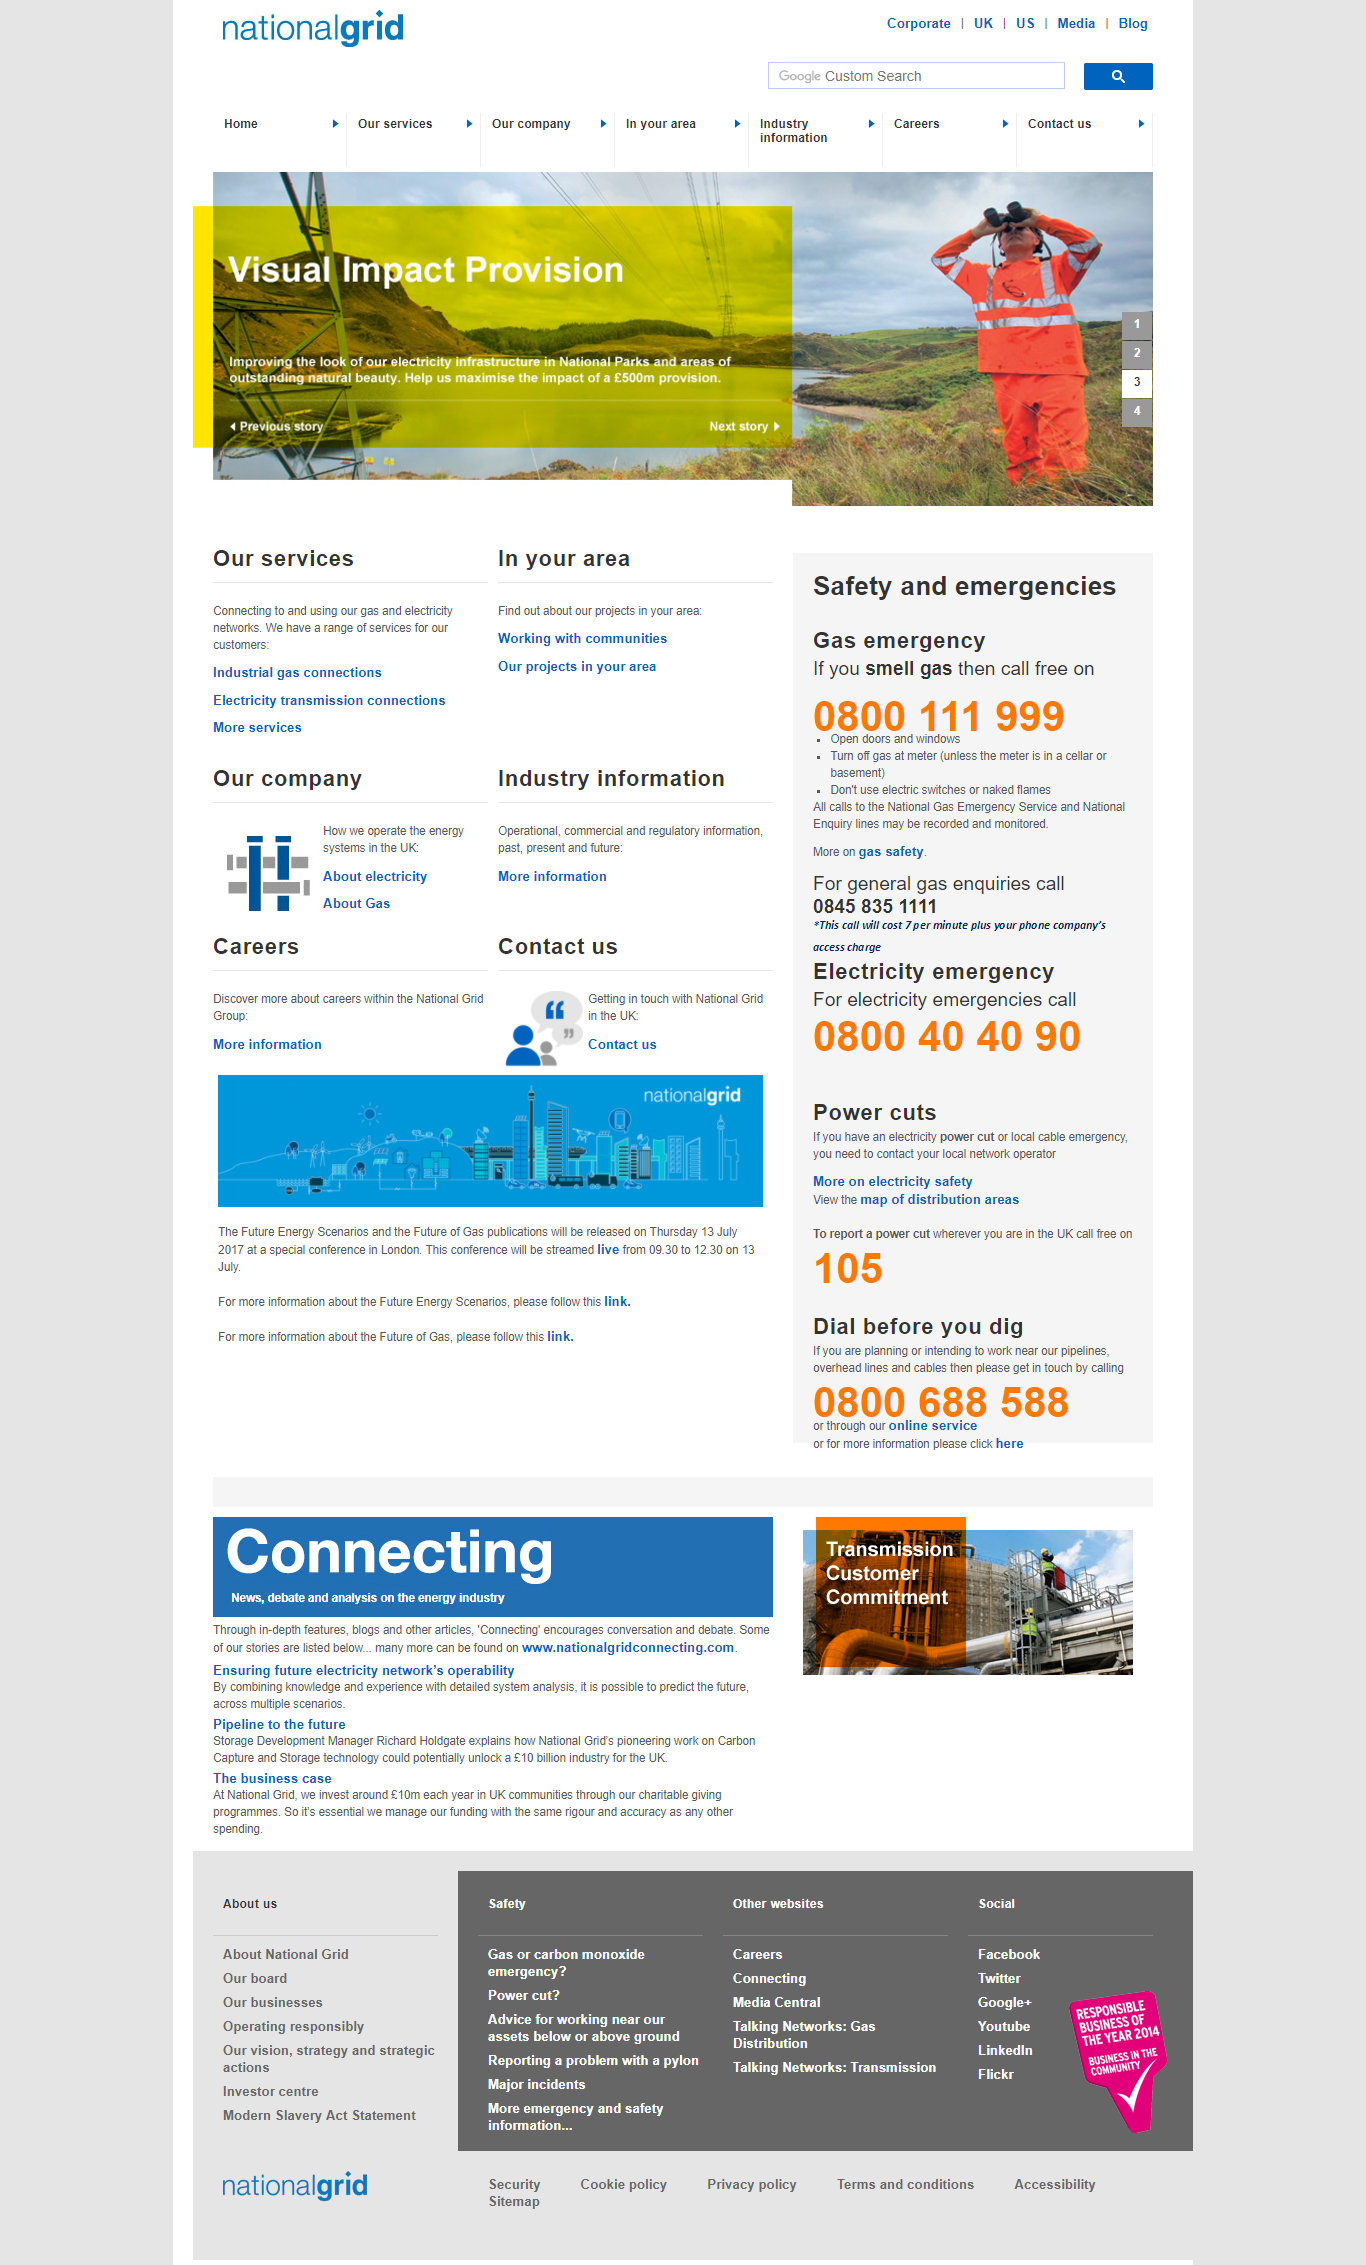 nationalgrid
Corporate | UK | US | Media | Blog
Google Custom Search
Home
Our services
Our company
In your area
Industry
information
Careers
Contact us
Visual Impact Provision
Improving the look of our electricity infrastructure in National Parks and areas of
outstanding natural beauty. Help us maximise the impact of a £500m provision.
Previous story
Next story
1
2
3
4
Our services
Connecting to and using our gas and electricity
networks. We have a range of services for our
customers:
Industrial gas connections
Electricity transmission connections
More services
In your area
Find out about our projects in your area:
Working with communities
Our projects in your area
Our company
How we operate the energy
systems in the UK:
About electricity
About Gas
Industry information
Operational, commercial and regulatory information,
past, present and future:
More information
Careers
Discover more about careers within the National Grid
Group:
More information
Contact us
Getting in touch with National Grid
in the UK:
Contact us
nationalgrid
The Future Energy Scenarios and the Future of Gas publications will be released on Thursday 13 July
2017 at a special conference in London. This conference will be streamed live from 09.30 to 12.30 on 13
July.
For more information about the Future Energy Scenarios, please follow this link.
For more information about the Future of Gas, please follow this link.
Safety and emergencies
Gas emergency
If you smell gas then call free on
0800 111 999
Open doors and windows
Turn off gas at meter (unless the meter is in a cellar or
basement)
Don't use electric switches or naked flames
All calls to the National Gas Emergency Service and National
Enquiry lines may be recorded and monitored.
More on gas safety.
For general gas enquiries call
0845 835 1111
*This call will cost 7 per minute plus your phone company's
access charge
Electricity emergency
For electricity emergencies call
0800 40 40 90
Power cuts
If you have an electricity power cut or local cable emergency,
you need to contact your local network operator
More on electricity safety
View the map of distribution areas
To report a power cut wherever you are in the UK call free on
105
Dial before you dig
If you are planning or intending to work near our pipelines,
overhead lines and cables then please get in touch by calling
0800 688 588
or through our online service
or for more information please click here
Connecting
News, debate and analysis on the energy industry
Through in-depth features, blogs and other articles, 'Connecting' encourages conversation and debate. Some
of our stories are listed below... many more can be found on www.nationalgridconnecting.com.
Ensuring future electricity network's operability
By combining knowledge and experience with detailed system analysis, it is possible to predict the future,
across multiple scenarios.
Pipeline to the future
Storage Development Manager Richard Holdgate explains how National Grid's pioneering work on Carbon
Capture and Storage technology could potentially unlock a £10 billion industry for the UK.
The business case
At National Grid, we invest around £10m each year in UK communities through our charitable giving
programmes. So it's essential we manage our funding with the same rigour and accuracy as any other
spending.
Transmission
Customer
Commitment
About us
About National Grid
Our board
Our businesses
Operating responsibly
Our vision, strategy and strategic
actions
Investor centre
Modern Slavery Act Statement
Safety
Gas or carbon monoxide
emergency?
Power cut?
Advice for working near our
assets below or above ground
Reporting a problem with a pylon
Major incidents
More emergency and safety
information...
Other websites
Careers
Connecting
Media Central
Talking Networks: Gas
Distribution
Talking Networks: Transmission
Social
Facebook
Twitter
Google+
Youtube
LinkedIn
Flickr
RESPONSIBLE
BUSINESS OF
THE YEAR 2014
BUSINESS IN THE
COMMUNITY
nationalgrid
Security
Cookie policy
Privacy policy
Terms and conditions
Accessibility
Sitemap